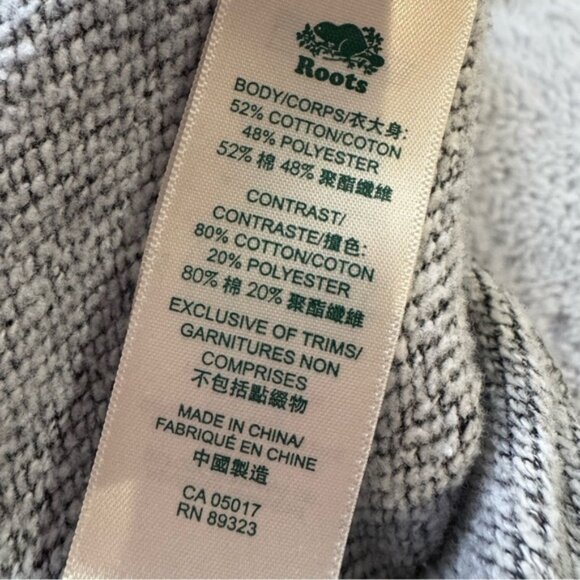 Roots
BODY/CORPS/衣大身:
52% COTTON/COTON
48% POLYESTER
52% 棉 48% 聚酯纖維
CONTRAST/
CONTRASTE/撞色:
80% COTTON/COTON
20% POLYESTER
80% 棉 20% 聚酯纖維
EXCLUSIVE OF TRIMS/
GARNITURES NON
COMPRISES
不包括點綴物
MADE IN CHINA/
FABRIQUÉ EN CHINE
中國製造
CA 05017
RN 89323